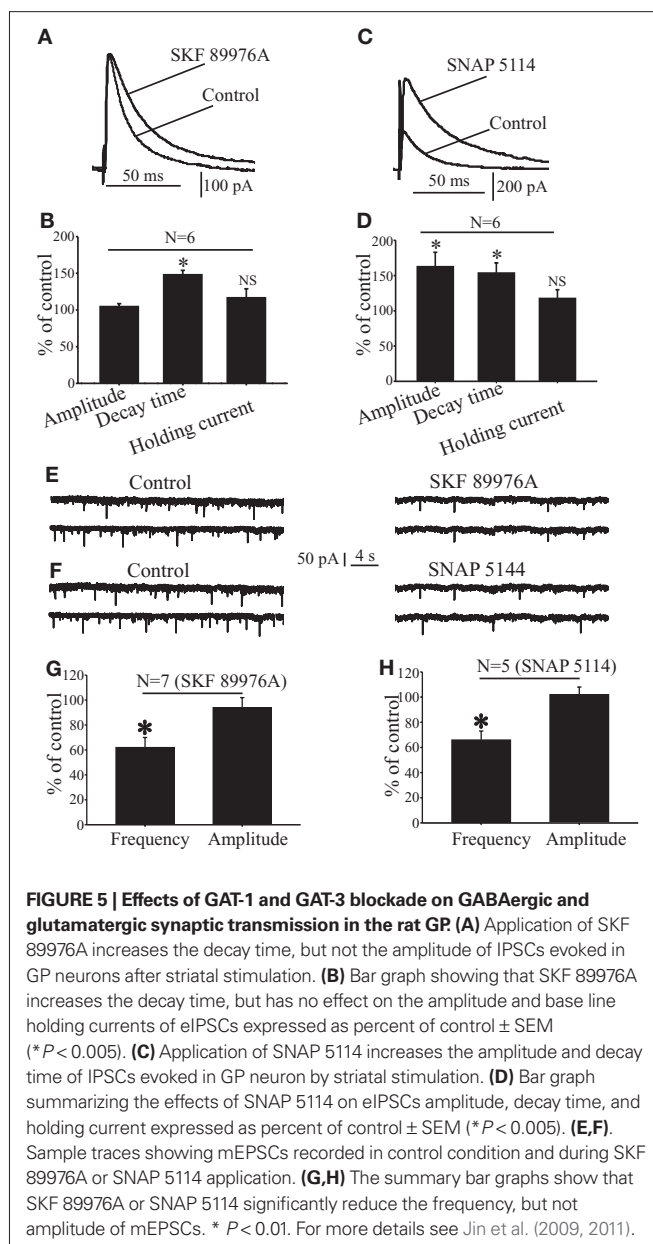 A
SKF 89976A
Control
50 ms
100 pA
C
SNAP 5114
Control
50 ms
200 pA
B
N=6
*
NS
% of control
200
150
100
50
0
Amplitude
Decay time
Holding current
D
N=6
*
*
NS
% of control
200
150
100
50
0
Amplitude
Decay time
Holding current
E
Control
SKF 89976A
50 pA
4 s
F
Control
SNAP 5144
G
N=7 (SKF 89976A)
*
% of control
120
100
80
60
40
20
0
Frequency
Amplitude
H
N=5 (SNAP 5114)
*
% of control
120
100
80
60
40
20
0
Frequency
Amplitude
FIGURE 5 | Effects of GAT-1 and GAT-3 blockade on GABAergic and
glutamatergic synaptic transmission in the rat GP. (A) Application of SKF
89976A increases the decay time, but not the amplitude of IPSCs evoked in
GP neurons after striatal stimulation. (B) Bar graph showing that SKF 89976A
increases the decay time, but has no effect on the amplitude and base line
holding currents of eIPSCs expressed as percent of control ± SEM
(*P < 0.005). (C) Application of SNAP 5114 increases the amplitude and decay
time of IPSCs evoked in GP neuron by striatal stimulation. (D) Bar graph
summarizing the effects of SNAP 5114 on eIPSCs amplitude, decay time, and
holding current expressed as percent of control ± SEM (*P < 0.005). (E,F).
Sample traces showing mEPSCs recorded in control condition and during SKF
89976A or SNAP 5114 application. (G,H) The summary bar graphs show that
SKF 89976A or SNAP 5114 significantly reduce the frequency, but not
amplitude of mEPSCs. * P < 0.01. For more details see Jin et al. (2009, 2011).